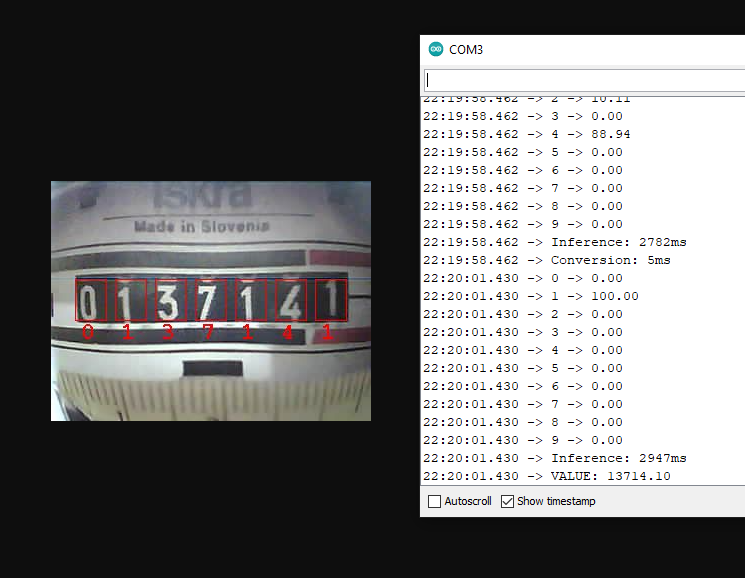 Iskra
Made in Slovenia
0 1 3 7 1 4 1
0 1 3 7 1 4 1
COM3
22:19:58.462 -> 2 -> 10.11
22:19:58.462 -> 3 -> 0.00
22:19:58.462 -> 4 -> 88.94
22:19:58.462 -> 5 -> 0.00
22:19:58.462 -> 6 -> 0.00
22:19:58.462 -> 7 -> 0.00
22:19:58.462 -> 8 -> 0.00
22:19:58.462 -> 9 -> 0.00
22:19:58.462 -> Inference: 2782ms
22:19:58.462 -> Conversion: 5ms
22:20:01.430 -> 0 -> 0.00
22:20:01.430 -> 1 -> 100.00
22:20:01.430 -> 2 -> 0.00
22:20:01.430 -> 3 -> 0.00
22:20:01.430 -> 4 -> 0.00
22:20:01.430 -> 5 -> 0.00
22:20:01.430 -> 6 -> 0.00
22:20:01.430 -> 7 -> 0.00
22:20:01.430 -> 8 -> 0.00
22:20:01.430 -> 9 -> 0.00
22:20:01.430 -> Inference: 2947ms
22:20:01.430 -> VALUE: 13714.10
Autoscroll Show timestamp